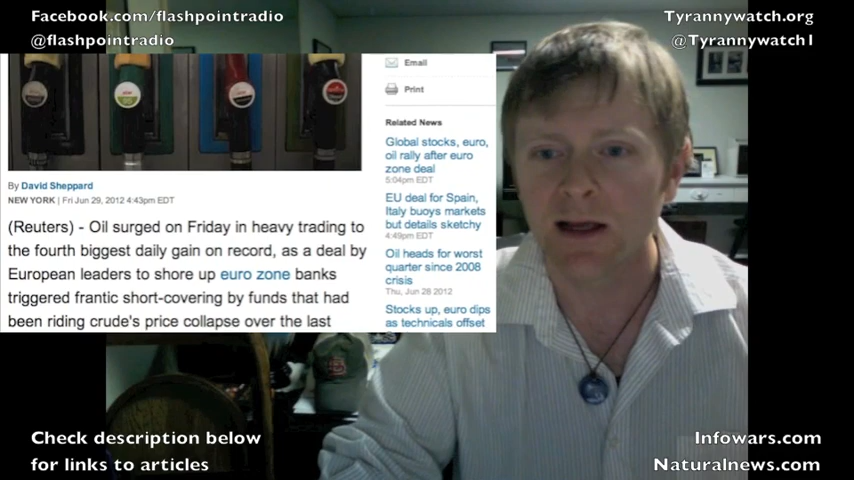 Facebook.com/flashpointradio
@flashpointradio
Tyrannywatch.org
@Tyrannywatch1
Email
Print
Related News
Global stocks, euro,
oil rally after euro
zone deal
5:04pm EDT
EU deal for Spain,
Italy buoys markets
but details sketchy
4:49pm EDT
Oil heads for worst
quarter since 2008
crisis
Thu, Jun 28 2012
Stocks up, euro dips
as technicals offset
By David Sheppard
NEW YORK | Fri Jun 29, 2012 4:43pm EDT
(Reuters) - Oil surged on Friday in heavy trading to
the fourth biggest daily gain on record, as a deal by
European leaders to shore up euro zone banks
triggered frantic short-covering by funds that had
been riding crude's price collapse over the last
Check description below
for links to articles
Infowars.com
Naturalnews.com